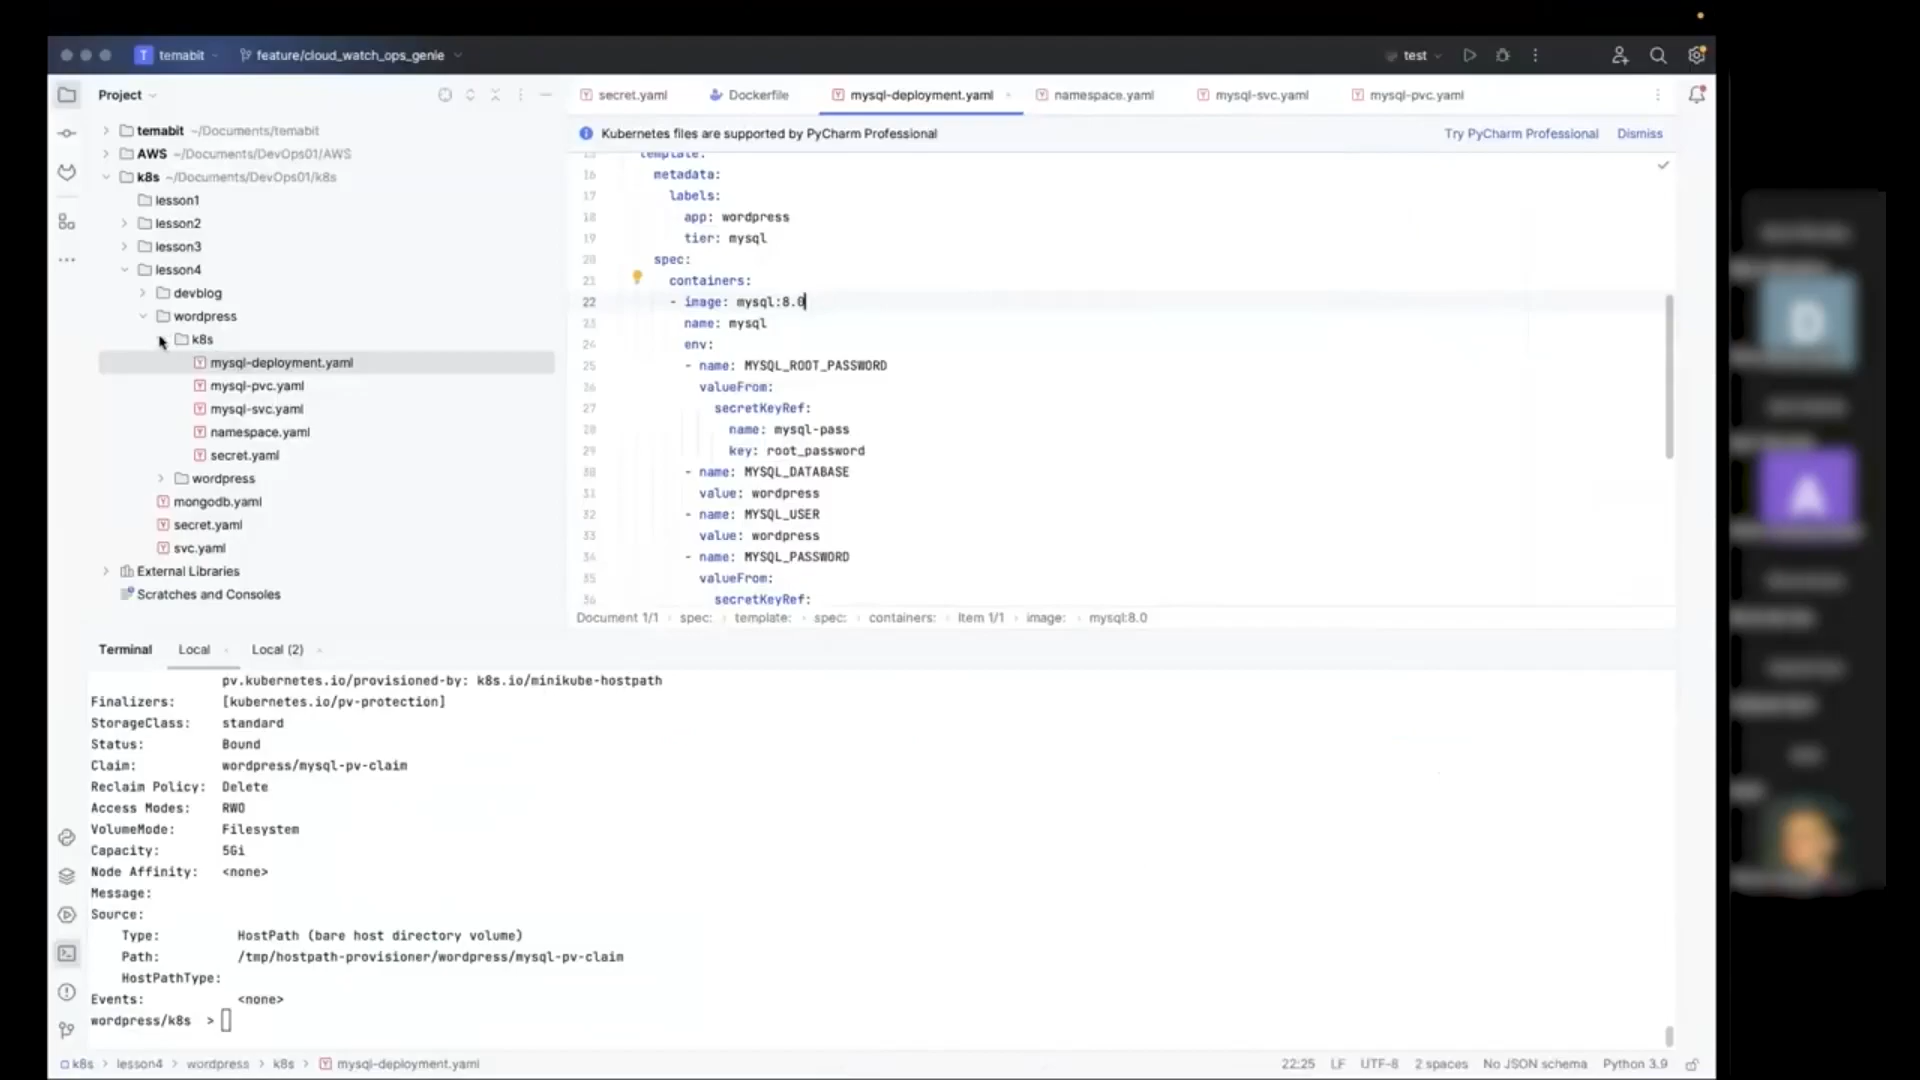 T temabit feature/cloud_watch_ops_genie test
Project
temabit ~/Documents/temabit
AWS ~/Documents/DevOps01/AWS
k8s ~/Documents/DevOps01/k8s
lesson1
lesson2
lesson3
lesson4
devblog
wordpress
k8s
mysql-deployment.yaml
mysql-pvc.yaml
mysql-svc.yaml
namespace.yaml
secret.yaml
wordpress
mongodb.yaml
secret.yaml
svc.yaml
External Libraries
Scratches and Consoles
secret.yaml Dockerfile mysql-deployment.yaml namespace.yaml mysql-svc.yaml mysql-pvc.yaml
Kubernetes files are supported by PyCharm Professional Try PyCharm Professional Dismiss
15 template:
16 metadata:
17 labels:
18 app: wordpress
19 tier: mysql
20 spec:
21 containers:
22 - image: mysql:8.0
23 name: mysql
24 env:
25 - name: MYSQL_ROOT_PASSWORD
26 valueFrom:
27 secretKeyRef:
28 name: mysql-pass
29 key: root_password
30 - name: MYSQL_DATABASE
31 value: wordpress
32 - name: MYSQL_USER
33 value: wordpress
34 - name: MYSQL_PASSWORD
35 valueFrom:
36 secretKeyRef:
Document 1/1 spec: template: spec: containers: Item 1/1 image: mysql:8.0
Terminal Local Local (2)
pv.kubernetes.io/provisioned-by: k8s.io/minikube-hostpath
Finalizers: [kubernetes.io/pv-protection]
StorageClass: standard
Status: Bound
Claim: wordpress/mysql-pv-claim
Reclaim Policy: Delete
Access Modes: RWO
VolumeMode: Filesystem
Capacity: 5Gi
Node Affinity: <none>
Message:
Source:
Type: HostPath (bare host directory volume)
Path: /tmp/hostpath-provisioner/wordpress/mysql-pv-claim
HostPathType:
Events: <none>
wordpress/k8s >
k8s > lesson4 > wordpress > k8s > mysql-deployment.yaml
22:25 LF UTF-8 2 spaces No JSON schema Python 3.9
D
A